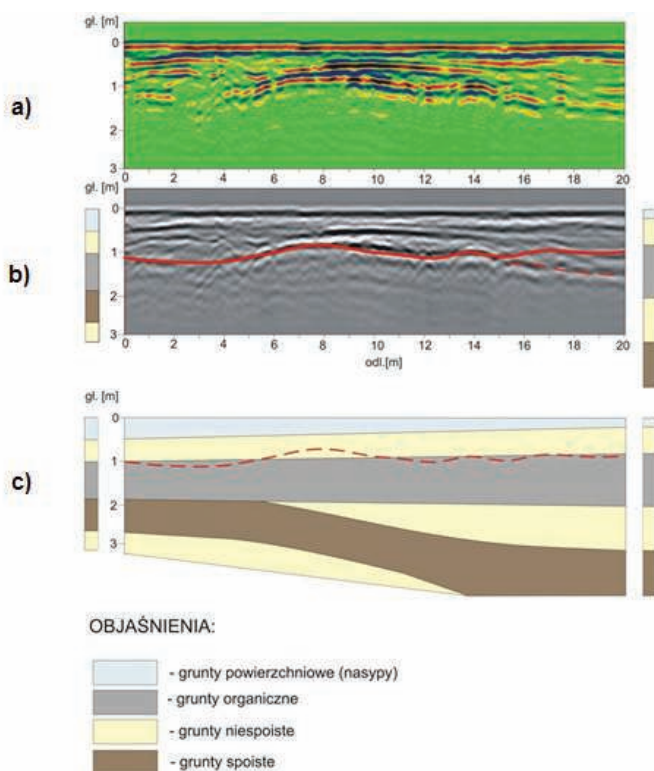 gł. [m]
0
1
2
3
a)
0 2 4 6 8 10 12 14 16 18 20
gł. [m]
0
1
2
3
b)
0 2 4 6 8 10 12 14 16 18 20
odl.[m]
gł. [m]
0
1
2
3
c)
OBJAŚNIENIA:
- grunty powierzchniowe (nasypy)
- grunty organiczne
- grunty niespoiste
- grunty spoiste